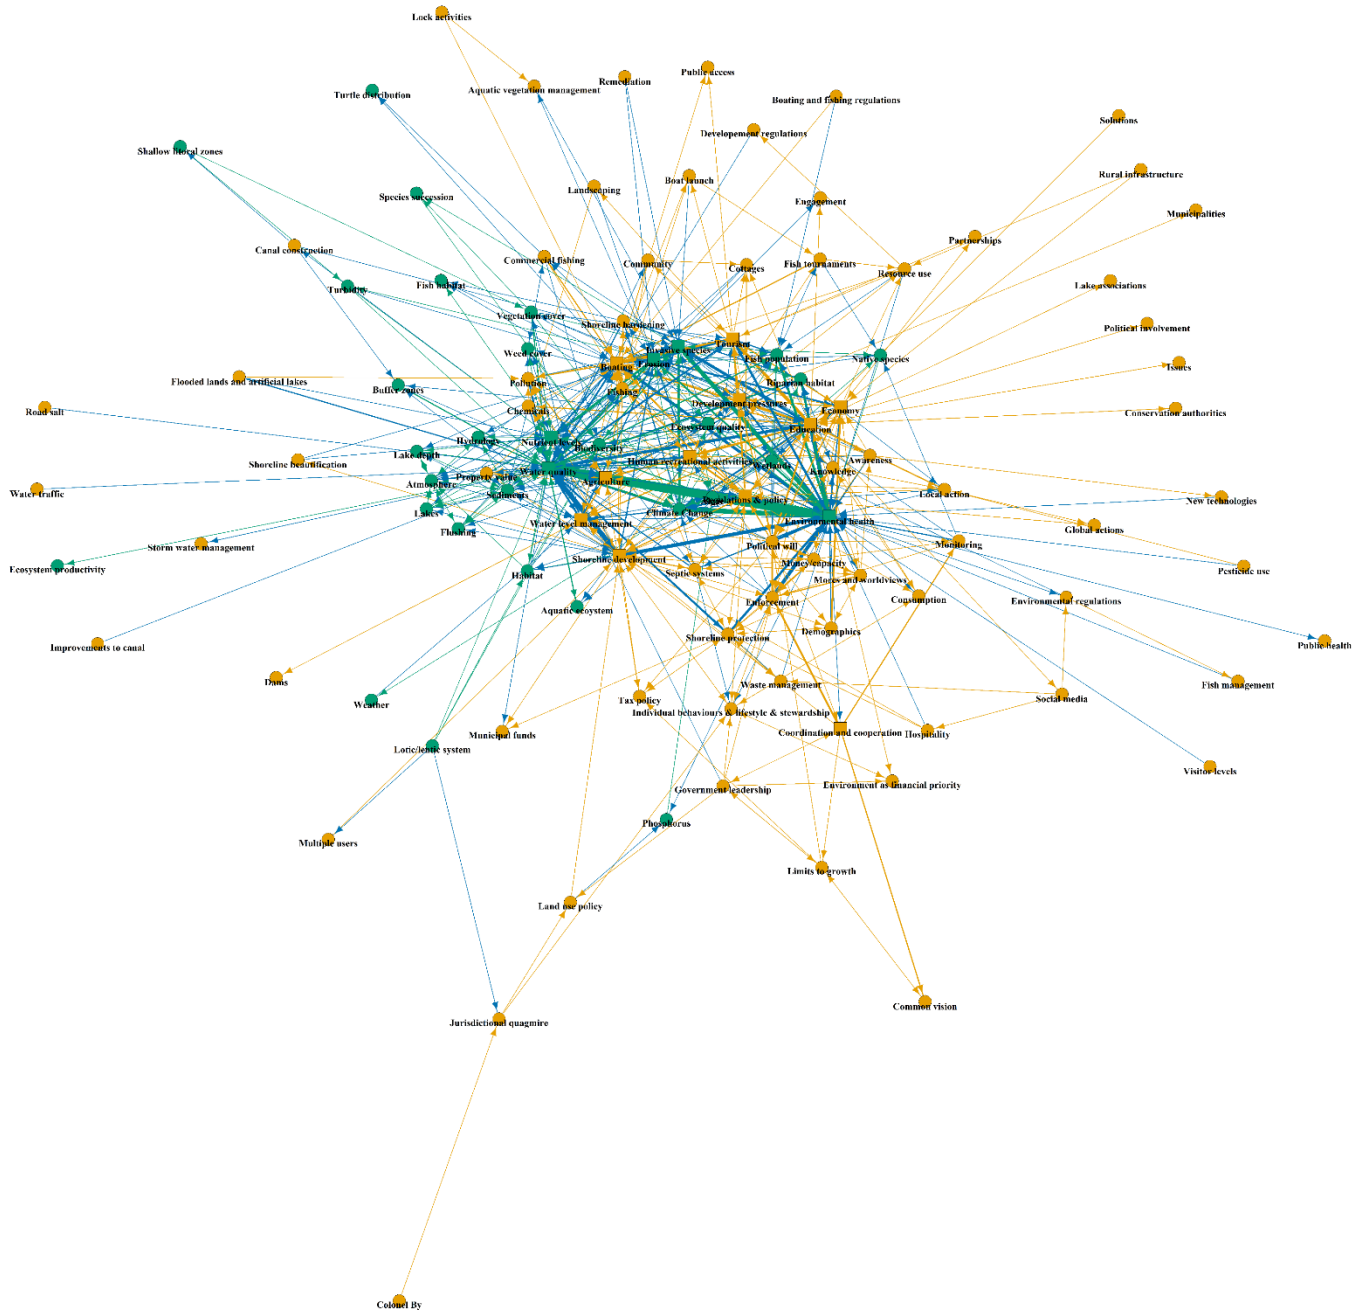 Lock activities
Public access
Remediation
Aquatic vegetation management
Turtle distribution
Boating and fishing regulations
Solutions
Developement regulations
Shallow litoral zones
Rural infrastructure
Boat launch
Landscaping
Species succession
Engagement
Municipalities
Partnerships
Canal construction
Commercial fishing
Community
Cottages
Fish tournaments
Resource use
Fish habitat
Turbidity
Lake associations
Vegetation cover
Shoreline hardening
Political involvement
Tourism
Invasive species
Erosion
Fish population
Native species
Weed cover
Boating
Issues
Flooded lands and artificial lakes
Buffer zones
Pollution
Fishing
Riparian habitat
Development pressures
Economy
Road salt
Chemicals
Conservation authorities
Education
Ecosystem quality
Hydrology
Nutrient levels
Biodiversity
Lake depth
Shoreline beautification
Human recreational activities
Wetlands
Awareness
Water quality
Knowledge
Property value
Atmosphere
Agriculture
Water traffic
Sediments
Local action
New technologies
Regulations & policy
Lakes
Climate Change
Environmental health
Water level management
Flushing
Global actions
Storm water management
Political will
Monitoring
Shoreline development
Money/capacity
Ecosystem productivity
Habitat
Septic systems
Mores and worldviews
Pesticide use
Aquatic ecoystem
Enforcement
Consumption
Environmental regulations
Shoreline protection
Demographics
Improvements to canal
Public health
Dams
Waste management
Fish management
Weather
Tax policy
Social media
Individual behaviours & lifestyle & stewardship
Municipal funds
Coordination and cooperation
Hospitality
Lotic/lentic system
Visitor levels
Government leadership
Environment as financial priority
Phosphorus
Multiple users
Limits to growth
Land use policy
Common vision
Jurisdictional quagmire
Colonel By